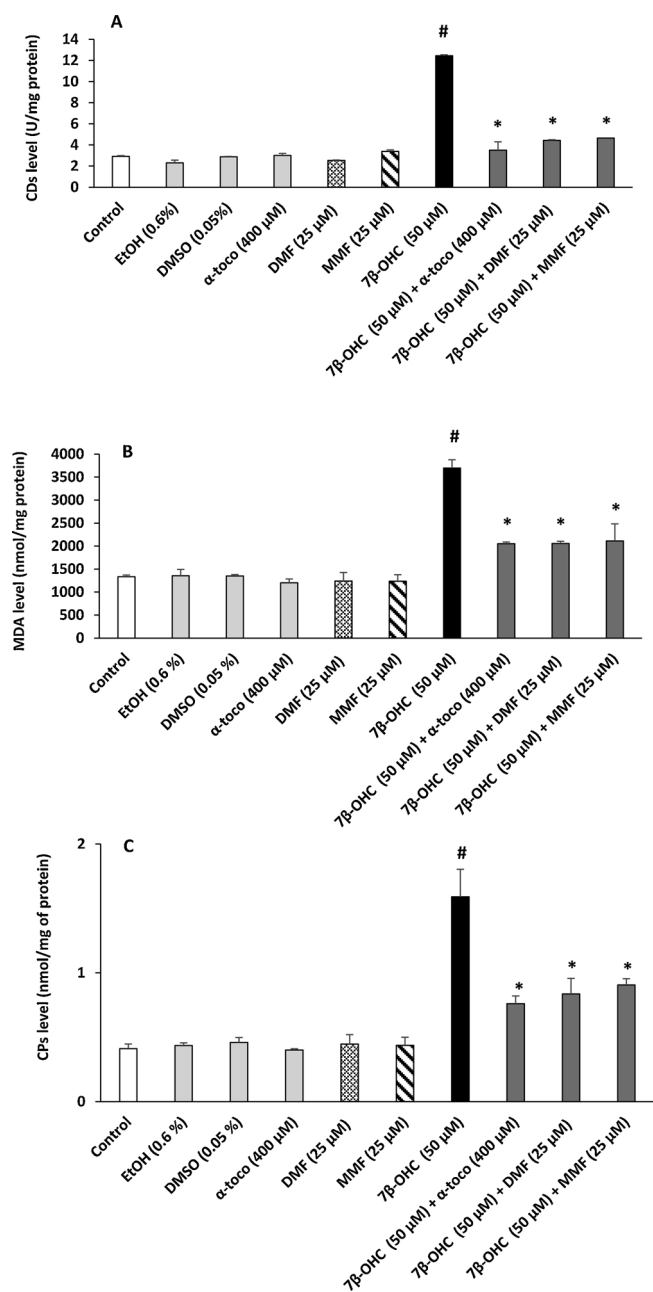 A
CDs level (U/mg protein)
14
12
10
8
6
4
2
0
#
*
*
*
Control
EtOH (0.6%)
DMSO (0.05%)
α-toco (400 µM)
DMF (25 µM)
MMF (25 µM)
7β-OHC (50 µM)
7β-OHC (50 µM) + α-toco (400 µM)
7β-OHC (50 µM) + DMF (25 µM)
7β-OHC (50 µM) + MMF (25 µM)
B
MDA level (nmol/mg protein)
4000
3500
3000
2500
2000
1500
1000
500
0
#
*
*
*
Control
EtOH (0.6 %)
DMSO (0.05 %)
α-toco (400 µM)
DMF (25 µM)
MMF (25 µM)
7β-OHC (50 µM)
7β-OHC (50 µM) + α-toco (400 µM)
7β-OHC (50 µM) + DMF (25 µM)
7β-OHC (50 µM) + MMF (25 µM)
C
CPs level (nmol/mg of protein)
2
1
0
#
*
*
*
Control
EtOH (0.6 %)
DMSO (0.05 %)
α-toco (400 µM)
DMF (25 µM)
MMF (25 µM)
7β-OHC (50 µM)
7β-OHC (50 µM) + α-toco (400 µM)
7β-OHC (50 µM) + DMF (25 µM)
7β-OHC (50 µM) + MMF (25 µM)